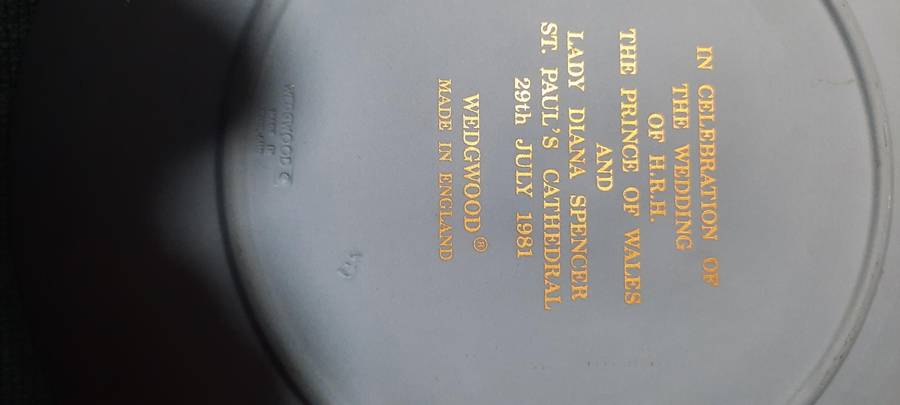 IN CELEBRATION OF
THE WEDDING
OF H.R.H.
THE PRINCE OF WALES
AND
LADY DIANA SPENCER
ST. PAUL'S CATHEDRAL
29th JULY 1981
WEDGWOOD®
MADE IN ENGLAND
WEDGWOOD